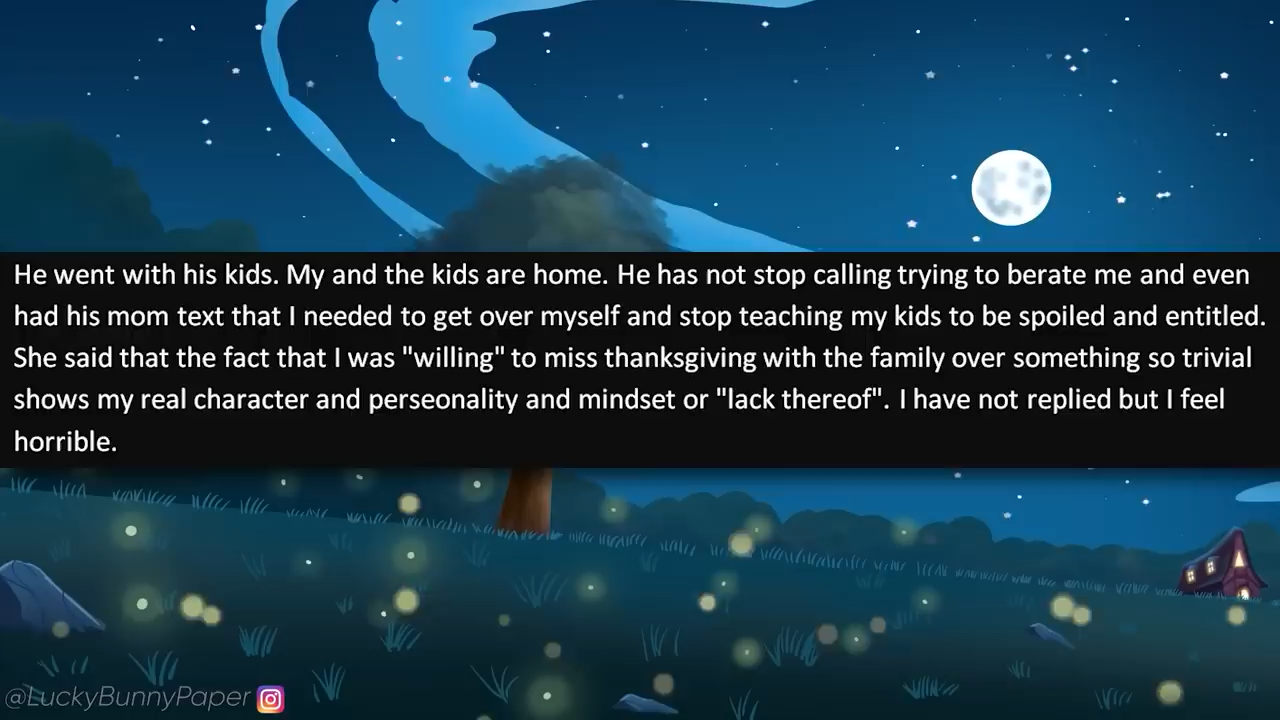 He went with his kids. My and the kids are home. He has not stop calling trying to berate me and even
had his mom text that I needed to get over myself and stop teaching my kids to be spoiled and entitled.
She said that the fact that I was "willing" to miss thanksgiving with the family over something so trivial
shows my real character and perseonality and mindset or "lack thereof". I have not replied but I feel
horrible.
@LuckyBunnyPaper